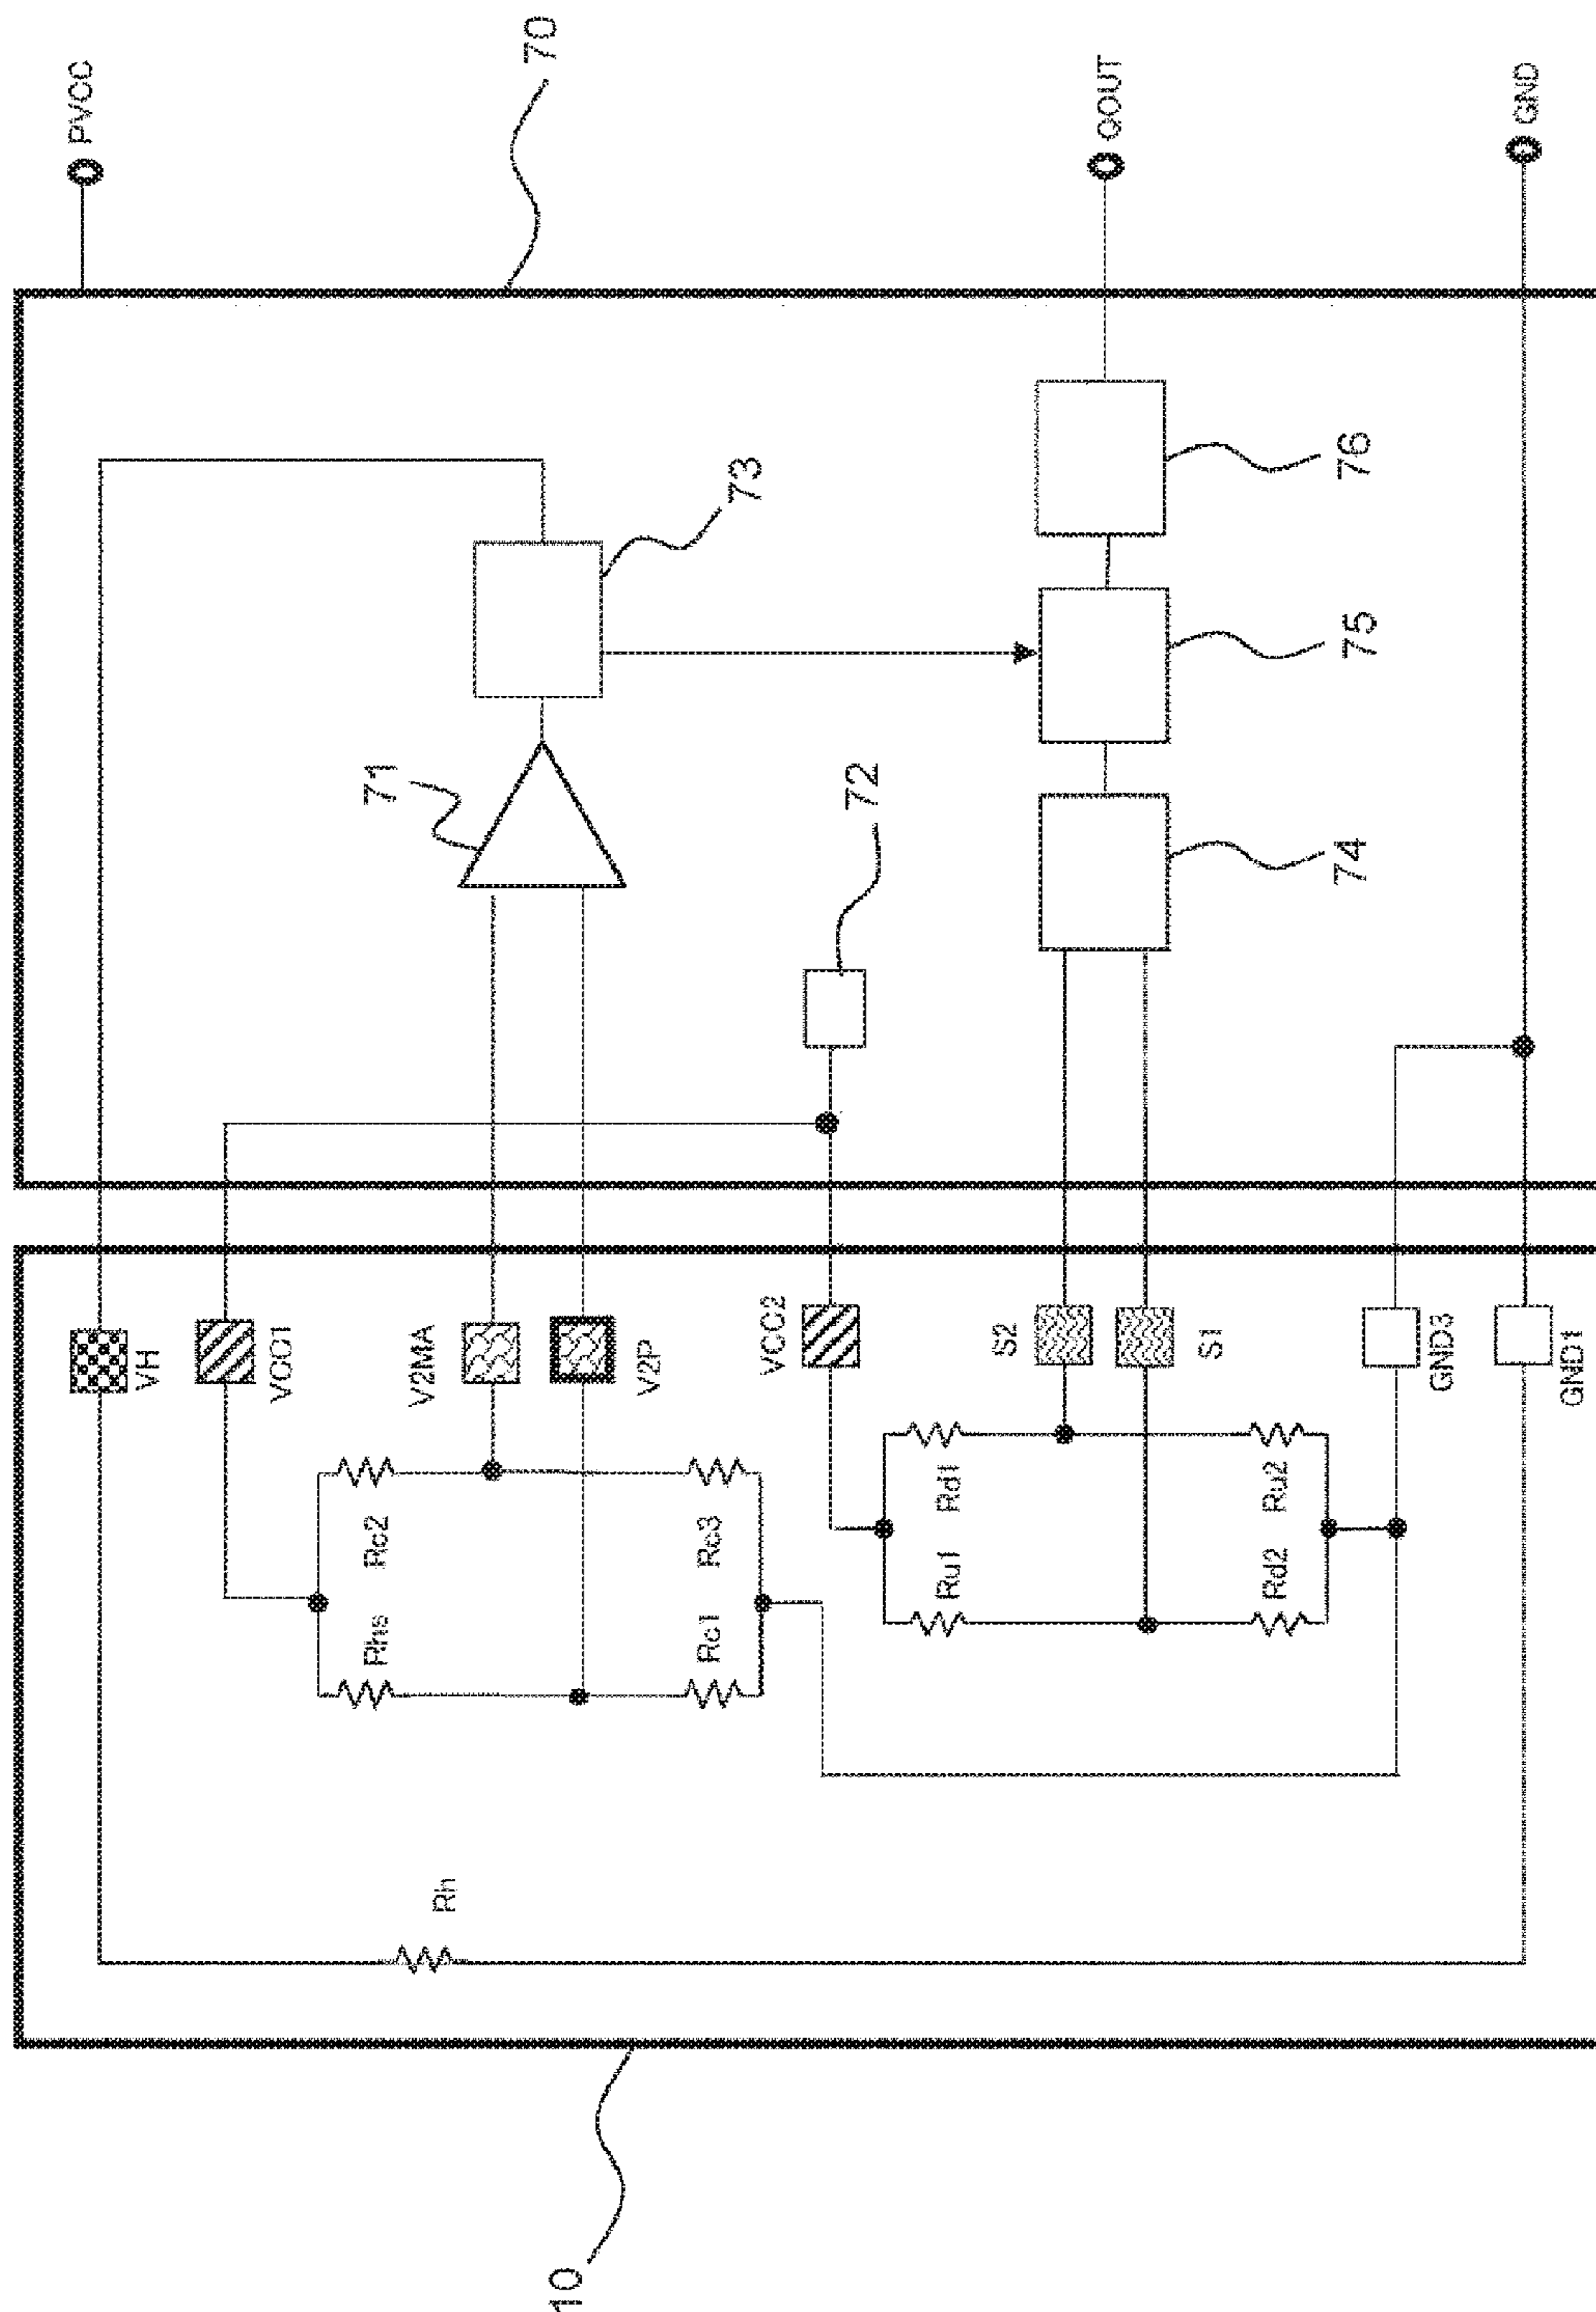 PVCC
70
QOUT
GND
73
76
75
71
72
74
VH
VCC1
V2MA
V2P
VCC2
S2
S1
GND3
GND1
Rc2
Rc3
Rd1
Ru2
Rhs
Rc1
Ru1
Rd2
Rh
10